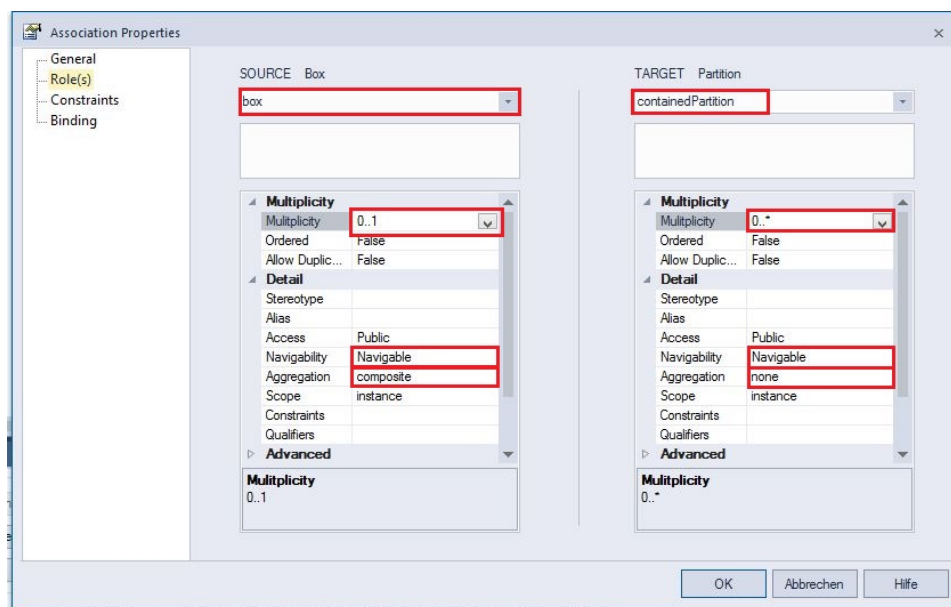 Association Properties
General
Role(s)
Constraints
Binding
SOURCE Box
box
Multiplicity
Mulitplicity 0..1
Ordered False
Allow Duplic... False
Detail
Stereotype
Alias
Access Public
Navigability Navigable
Aggregation composite
Scope instance
Constraints
Qualifiers
Advanced
Mulitplicity
0..1
TARGET Partition
containedPartition
Multiplicity
Mulitplicity 0..*
Ordered False
Allow Duplic... False
Detail
Stereotype
Alias
Access Public
Navigability Navigable
Aggregation none
Scope instance
Constraints
Qualifiers
Advanced
Mulitplicity
0..*
OK Abbrechen Hilfe